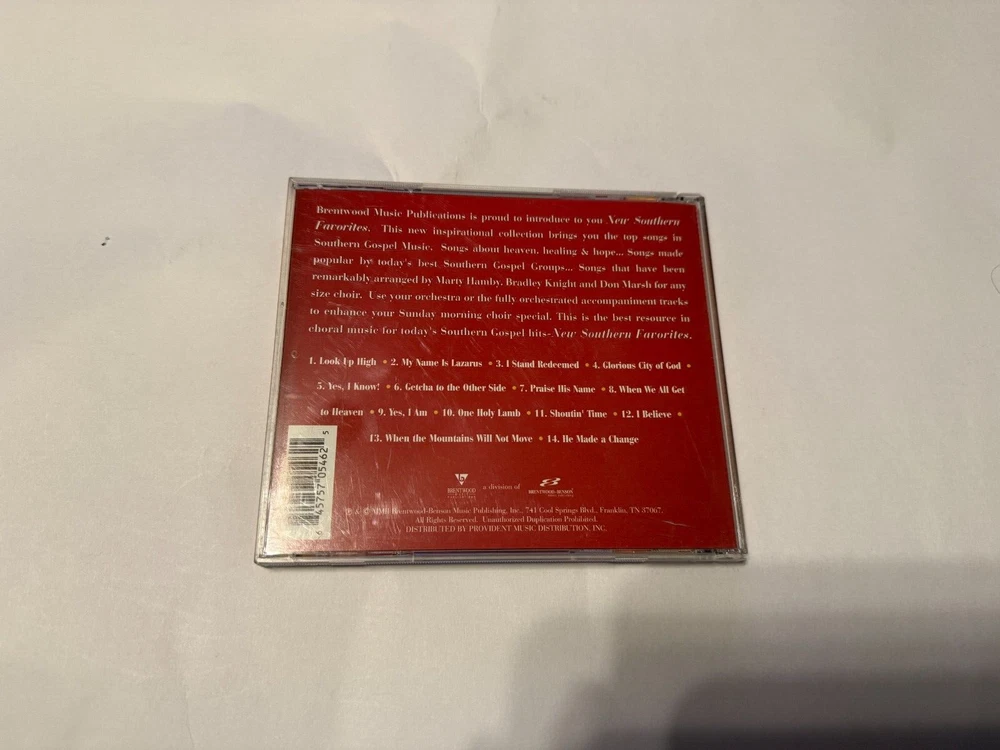 Brentwood Music Publications is proud to introduce to you New Southern
Favorites. This new inspirational collection brings you the top songs in
Southern Gospel Music. Songs about heaven, healing & hope... Songs made
popular by today's best Southern Gospel Groups... Songs that have been
remarkably arranged by Marty Hamby, Bradley Knight and Don Marsh for any
size choir. Use your orchestra or the fully orchestrated accompaniment tracks
to enhance your Sunday morning choir special. This is the best resource in
choral music for today's Southern Gospel hits-New Southern Favorites.
1. Look Up High • 2. My Name Is Lazarus • 3. I Stand Redeemed • 4. Glorious City of God •
5. Yes, I Know! • 6. Getcha to the Other Side • 7. Praise His Name • 8. When We All Get
to Heaven • 9. Yes, I Am • 10. One Holy Lamb • 11. Shoutin' Time • 12. I Believe •
13. When the Mountains Will Not Move • 14. He Made a Change
45757 05462 5
BRENTWOOD
a division of
BRENTWOOD-BENSON
Brentwood-Benson Music Publishing, Inc., 741 Cool Springs Blvd., Franklin, TN 37067.
All Rights Reserved. Unauthorized Duplication Prohibited.
DISTRIBUTED BY PROVIDENT MUSIC DISTRIBUTION, INC.